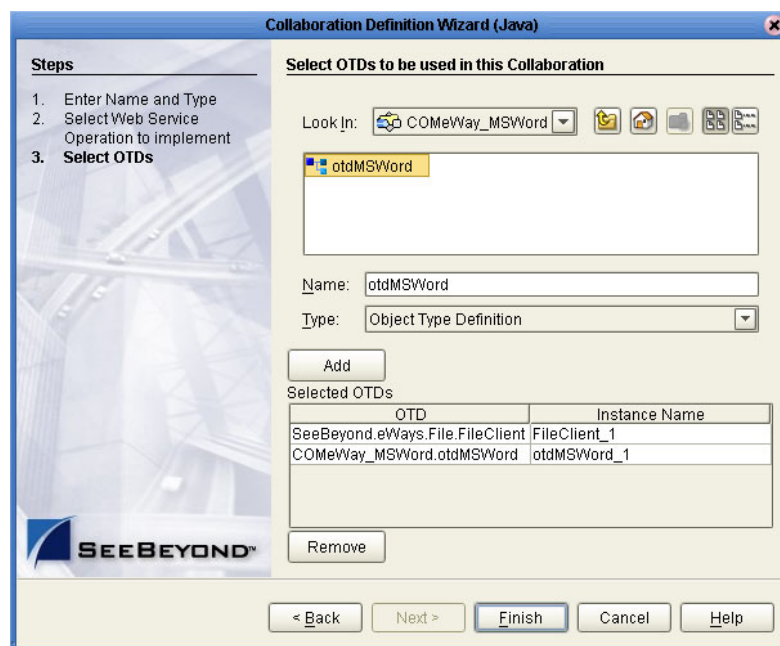 Collaboration Definition Wizard (Java)
Steps
1. Enter Name and Type
2. Select Web Service
Operation to implement
3. Select OTDs
Select OTDs to be used in this Collaboration
Look In: COMeWay_MSWord
otdMSWord
Name: otdMSWord
Type: Object Type Definition
Add
Selected OTDs
OTD Instance Name
SeeBeyond.eWays.File.FileClient FileClient_1
COMeWay_MSWord.otdMSWord otdMSWord_1
Remove
SEEBEYOND™
< Back Next > Finish Cancel Help